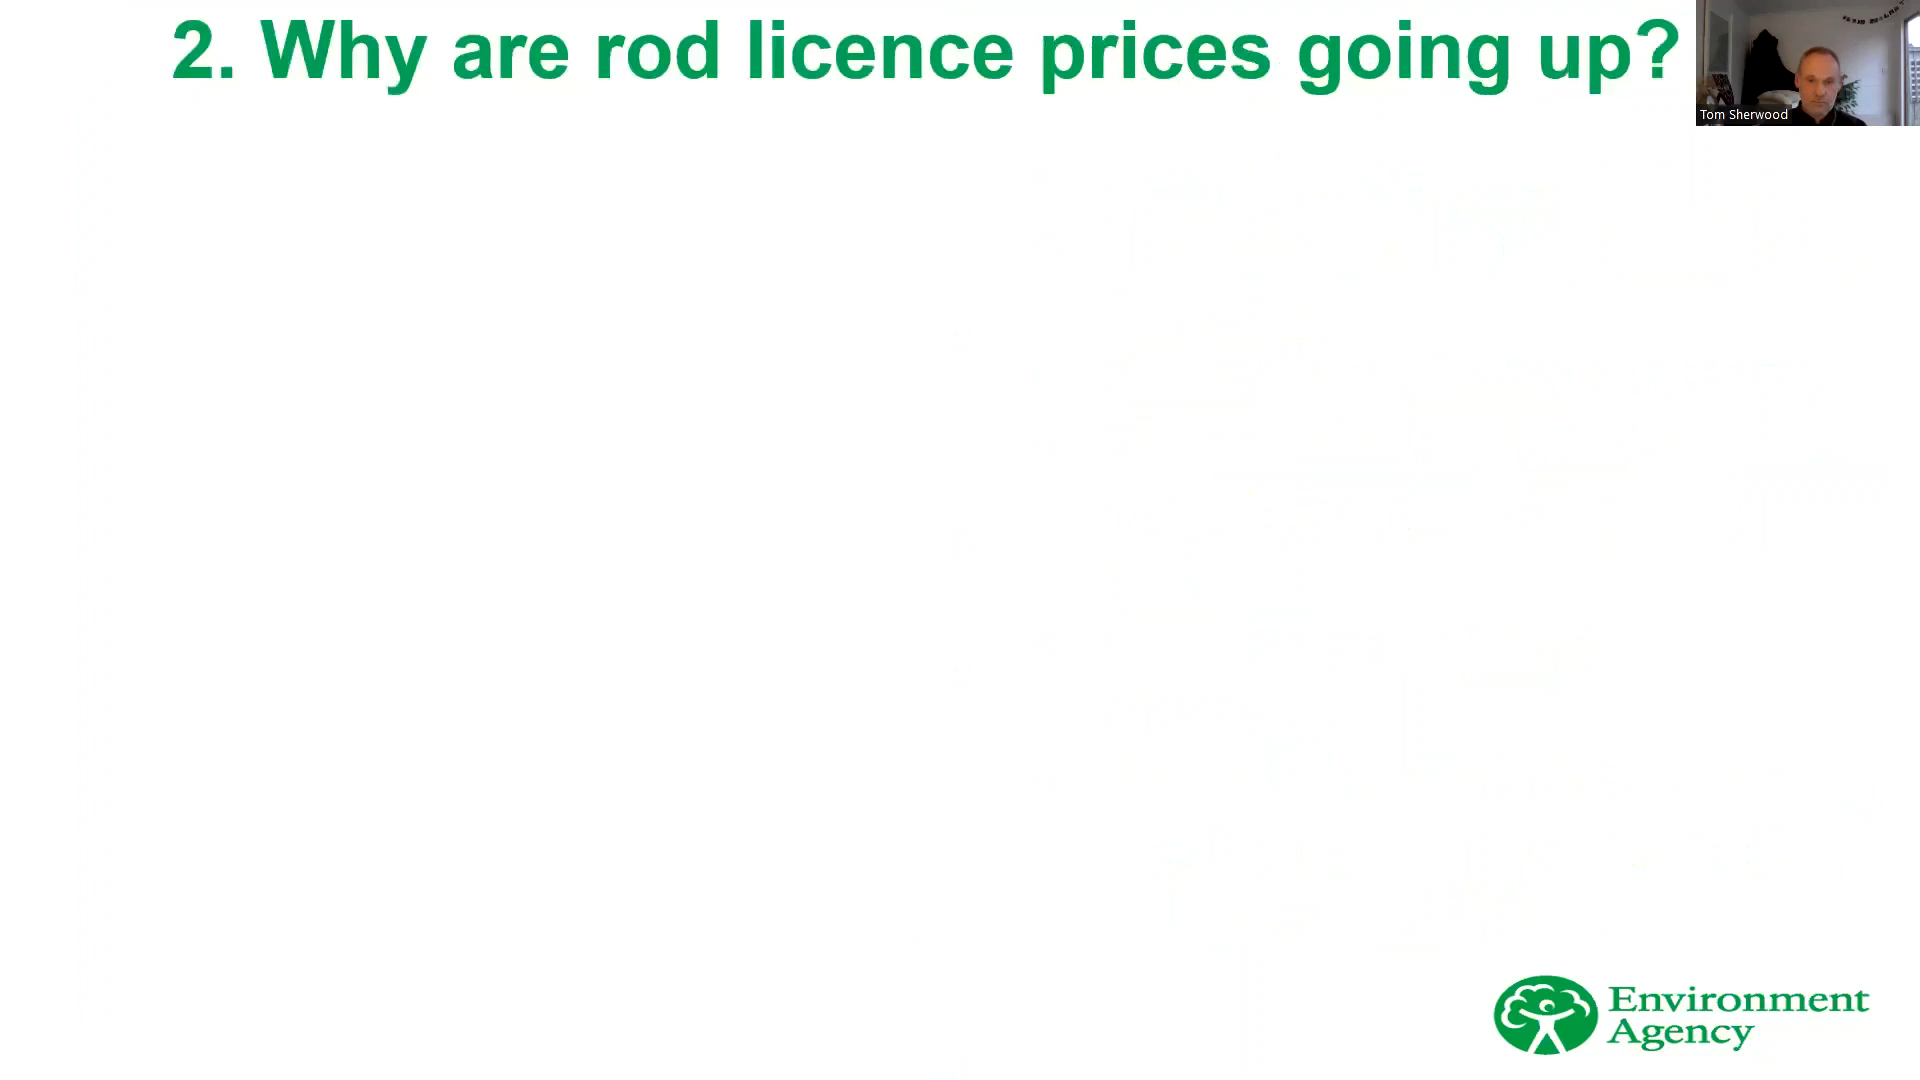 2. Why are rod licence prices going up?
Tom Sherwood
Environment
Agency